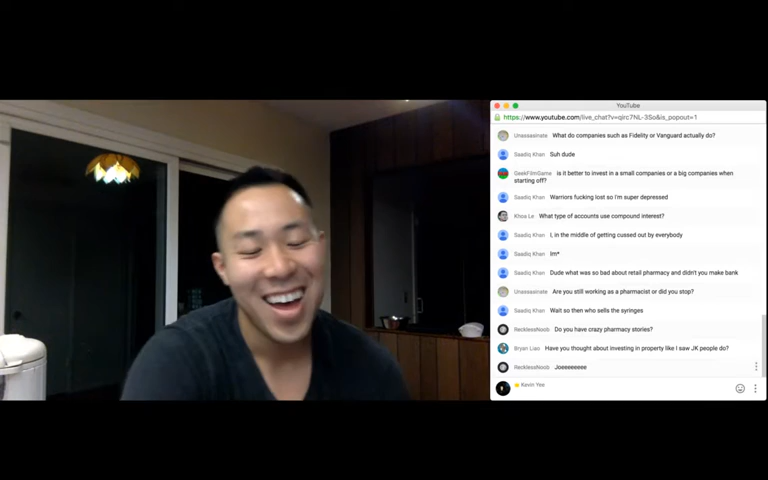 YouTube
https://www.youtube.com/live_chat?v=qirc7NL-3So&is_popout=1
Unassasinate What do companies such as Fidelity or Vanguard actually do?
Saadiq Khan Suh dude
GeekFilmGame is it better to invest in a small companies or a big companies when
starting off?
Saadiq Khan Warriors fucking lost so I'm super depressed
Khoa Le What type of accounts use compound interest?
Saadiq Khan I, in the middle of getting cussed out by everybody
Saadiq Khan Im*
Saadiq Khan Dude what was so bad about retail pharmacy and didn't you make bank
Unassasinate Are you still working as a pharmacist or did you stop?
Saadiq Khan Wait so then who sells the syringes
RecklessNoob Do you have crazy pharmacy stories?
Bryan Liao Have you thought about investing in property like I saw JK people do?
RecklessNoob Joeeeeeeee
Kevin Yee